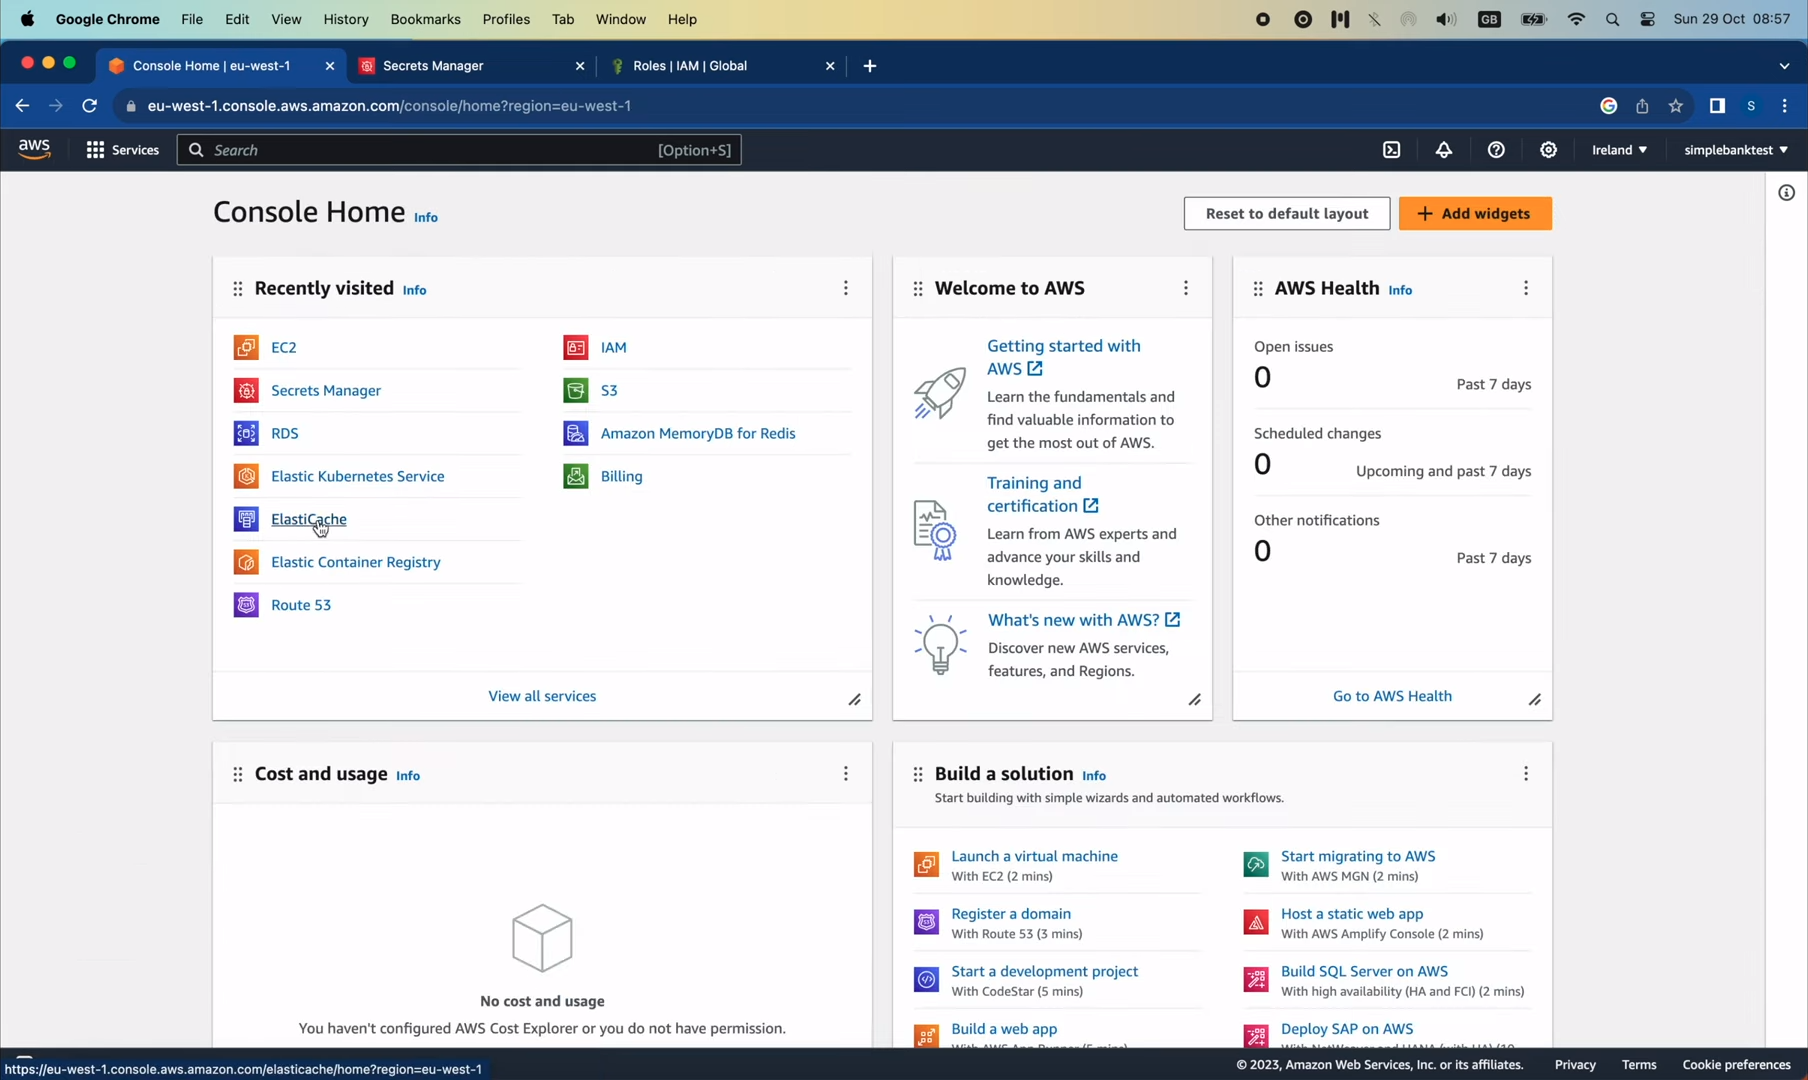 Google Chrome File Edit View History Bookmarks Profiles Tab Window Help GB Sun 29 Oct 08:57
Console Home | eu-west-1 Secrets Manager Roles | IAM | Global
eu-west-1.console.aws.amazon.com/console/home?region=eu-west-1 S
aws Services Search [Option+S] Ireland simplebanktest
Console Home Info
Reset to default layout
Add widgets
Recently visited Info
EC2
Secrets Manager
RDS
Elastic Kubernetes Service
ElastiCache
Elastic Container Registry
Route 53
IAM
S3
Amazon MemoryDB for Redis
Billing
View all services
Welcome to AWS
Getting started with
AWS
Learn the fundamentals and
find valuable information to
get the most out of AWS.
Training and
certification
Learn from AWS experts and
advance your skills and
knowledge.
What's new with AWS?
Discover new AWS services,
features, and Regions.
AWS Health Info
Open issues
0 Past 7 days
Scheduled changes
0 Upcoming and past 7 days
Other notifications
0 Past 7 days
Go to AWS Health
Cost and usage Info
No cost and usage
You haven't configured AWS Cost Explorer or you do not have permission.
Build a solution Info
Start building with simple wizards and automated workflows.
Launch a virtual machine
With EC2 (2 mins)
Register a domain
With Route 53 (3 mins)
Start a development project
With CodeStar (5 mins)
Build a web app
With AWS App Runner (5 mins)
Start migrating to AWS
With AWS MGN (2 mins)
Host a static web app
With AWS Amplify Console (2 mins)
Build SQL Server on AWS
With high availability (HA and FCI) (2 mins)
Deploy SAP on AWS
https://eu-west-1.console.aws.amazon.com/elasticache/home?region=eu-west-1
© 2023, Amazon Web Services, Inc. or its affiliates. Privacy Terms Cookie preferences